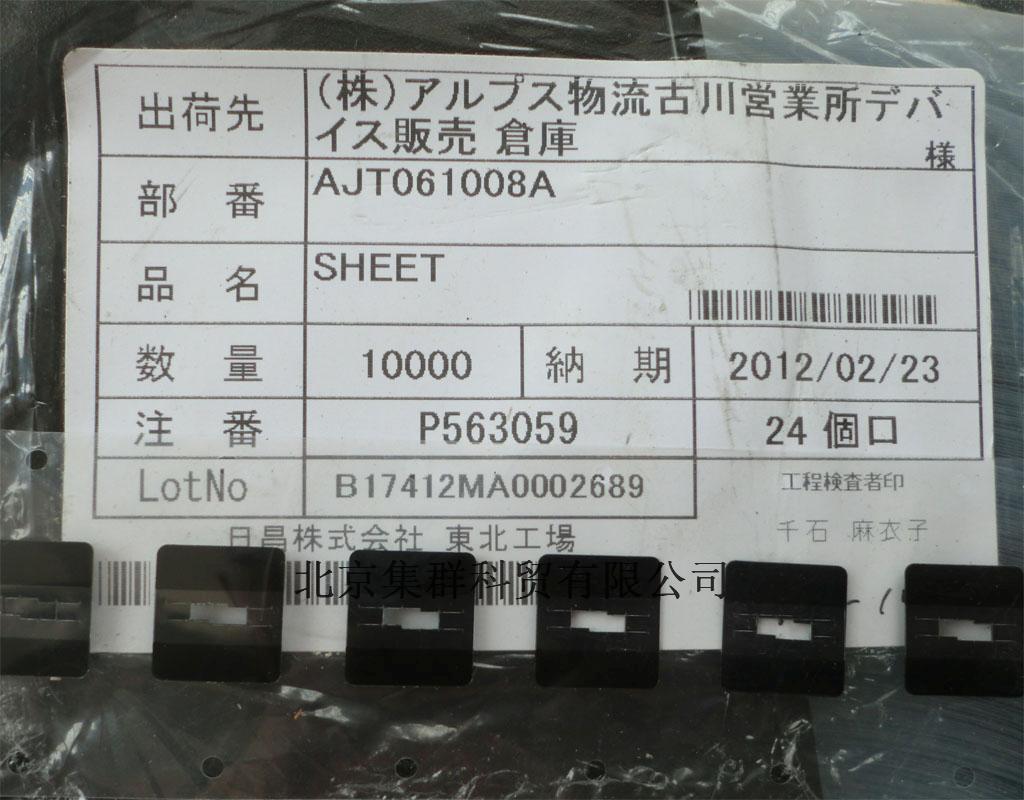 出荷先
(株)アルプス物流古川営業所デバ
イス販売 倉庫
様
部 番 AJT061008A
品 名 SHEET
数 量 10000 納 期 2012/02/23
注 番 P563059 24 個口
LotNo B17412MA0002689 工程検査者印
日昌株式会社 東北工場 千石 麻衣子
北京集群科贸有限公司